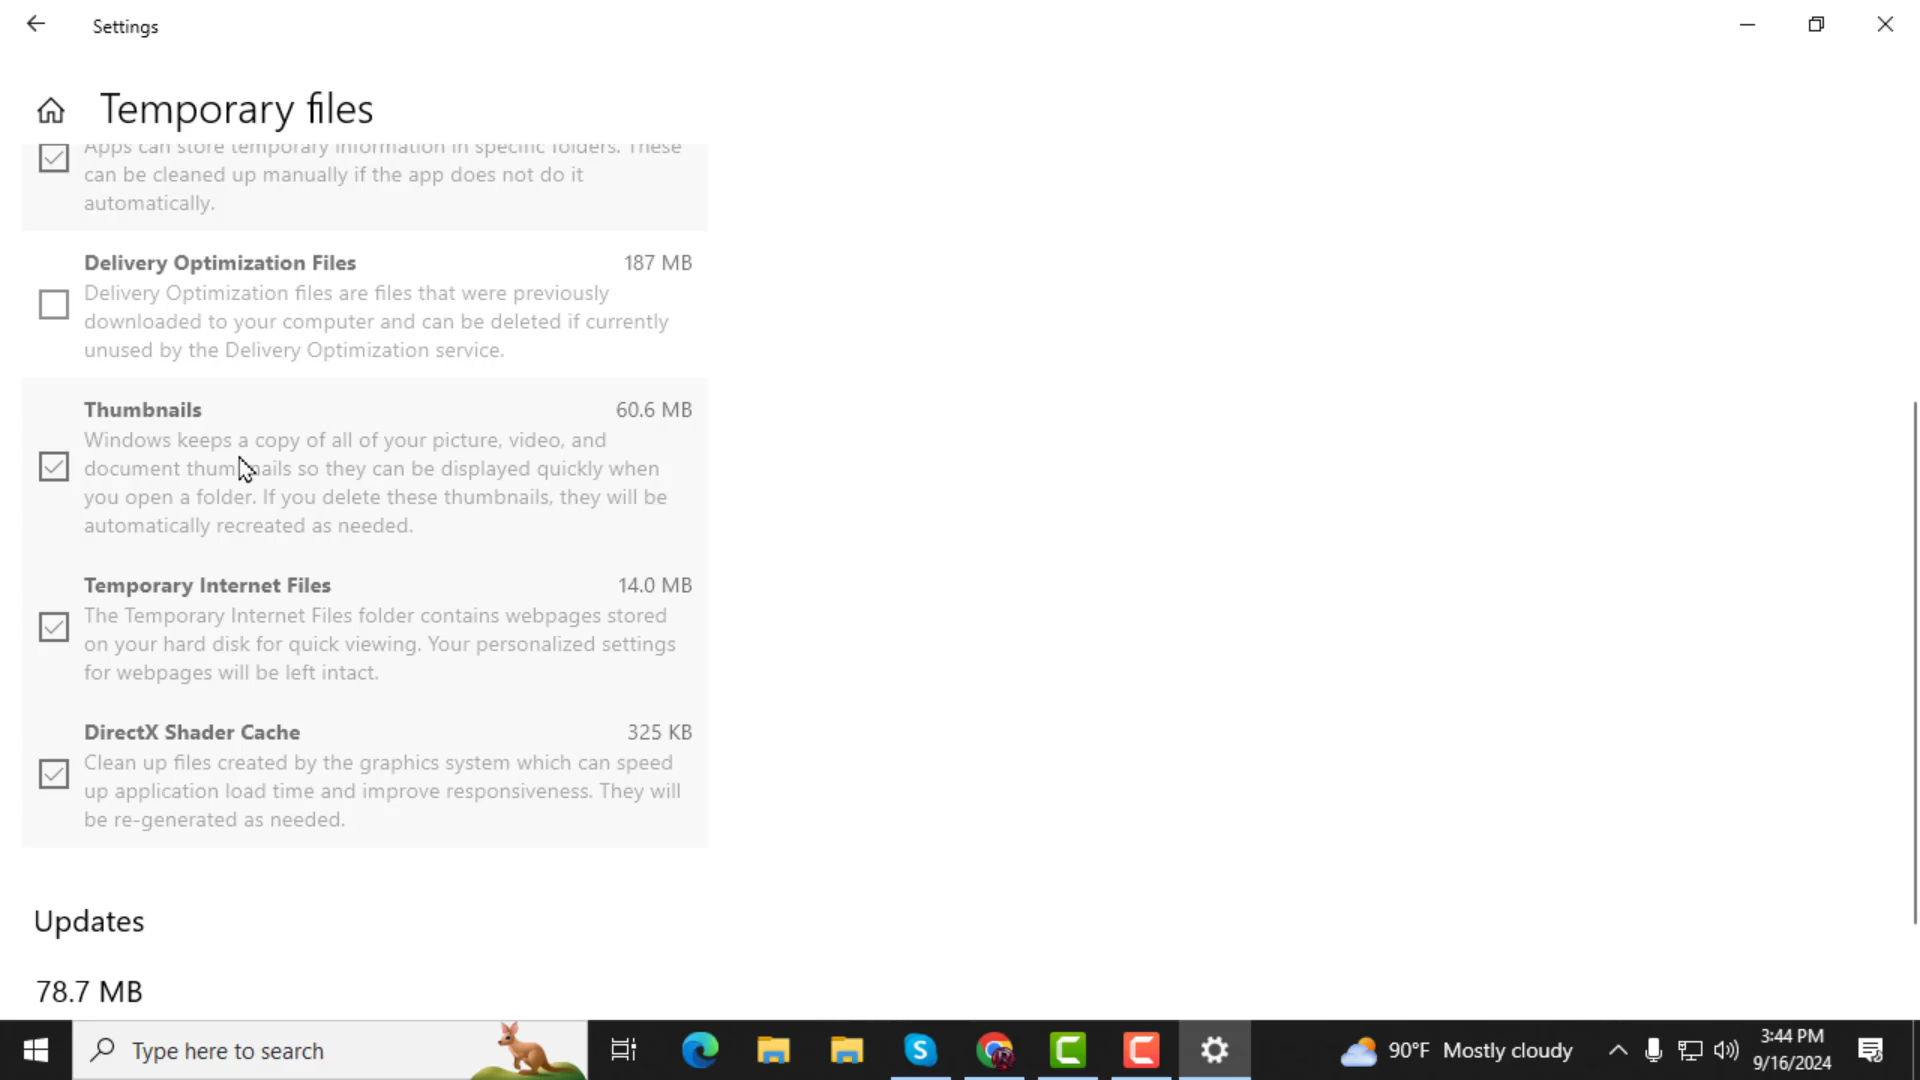 Settings
Temporary files
Apps can store temporary information in specific folders. These
can be cleaned up manually if the app does not do it
automatically.
Delivery Optimization Files 187 MB
Delivery Optimization files are files that were previously
downloaded to your computer and can be deleted if currently
unused by the Delivery Optimization service.
Thumbnails 60.6 MB
Windows keeps a copy of all of your picture, video, and
document thumbnails so they can be displayed quickly when
you open a folder. If you delete these thumbnails, they will be
automatically recreated as needed.
Temporary Internet Files 14.0 MB
The Temporary Internet Files folder contains webpages stored
on your hard disk for quick viewing. Your personalized settings
for webpages will be left intact.
DirectX Shader Cache 325 KB
Clean up files created by the graphics system which can speed
up application load time and improve responsiveness. They will
be re-generated as needed.
Updates
78.7 MB
Type here to search
90°F Mostly cloudy
3:44 PM
9/16/2024